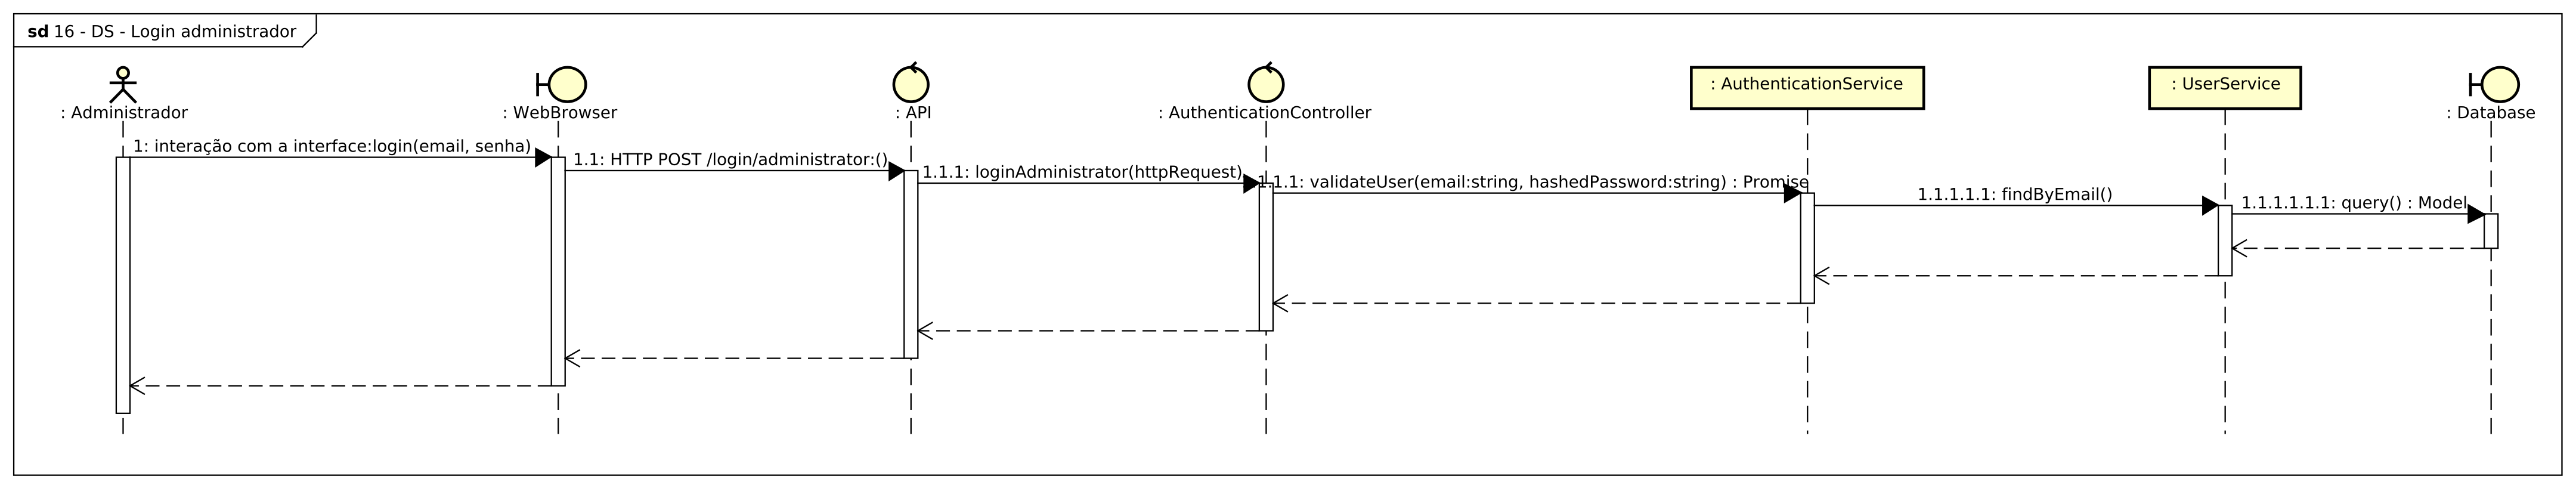 sd 16 - DS - Login administrador
: Administrador
: WebBrowser
: API
: AuthenticationController
: AuthenticationService
: UserService
: Database
1: interação com a interface:login(email, senha)
1.1: HTTP POST /login/administrator:()
1.1.1: loginAdministrator(httpRequest)
1.1.1: validateUser(email:string, hashedPassword:string) : Promise
1.1.1.1.1: findByEmail()
1.1.1.1.1.1: query() : Model